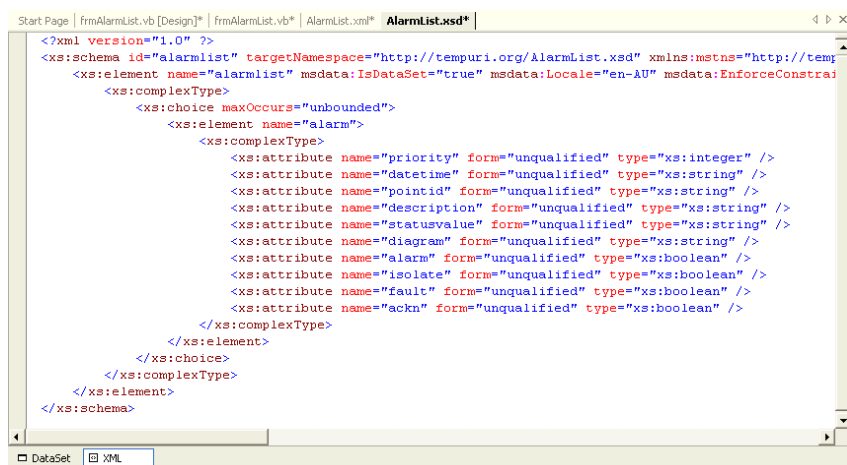 Start Page | frmAlarmList.vb [Design]* | frmAlarmList.vb* | AlarmList.xml* | AlarmList.xsd*
<?xml version="1.0" ?>
<xs:schema id="alarmlist" targetNamespace="http://tempuri.org/AlarmList.xsd" xmlns:mstns="http://temp
<xs:element name="alarmlist" msdata:IsDataSet="true" msdata:Locale="en-AU" msdata:EnforceConstrai
<xs:complexType>
<xs:choice maxOccurs="unbounded">
<xs:element name="alarm">
<xs:complexType>
<xs:attribute name="priority" form="unqualified" type="xs:integer" />
<xs:attribute name="datetime" form="unqualified" type="xs:string" />
<xs:attribute name="pointid" form="unqualified" type="xs:string" />
<xs:attribute name="description" form="unqualified" type="xs:string" />
<xs:attribute name="statusvalue" form="unqualified" type="xs:string" />
<xs:attribute name="diagram" form="unqualified" type="xs:string" />
<xs:attribute name="alarm" form="unqualified" type="xs:boolean" />
<xs:attribute name="isolate" form="unqualified" type="xs:boolean" />
<xs:attribute name="fault" form="unqualified" type="xs:boolean" />
<xs:attribute name="ackn" form="unqualified" type="xs:boolean" />
</xs:complexType>
</xs:element>
</xs:choice>
</xs:complexType>
</xs:element>
</xs:schema>
DataSet XML